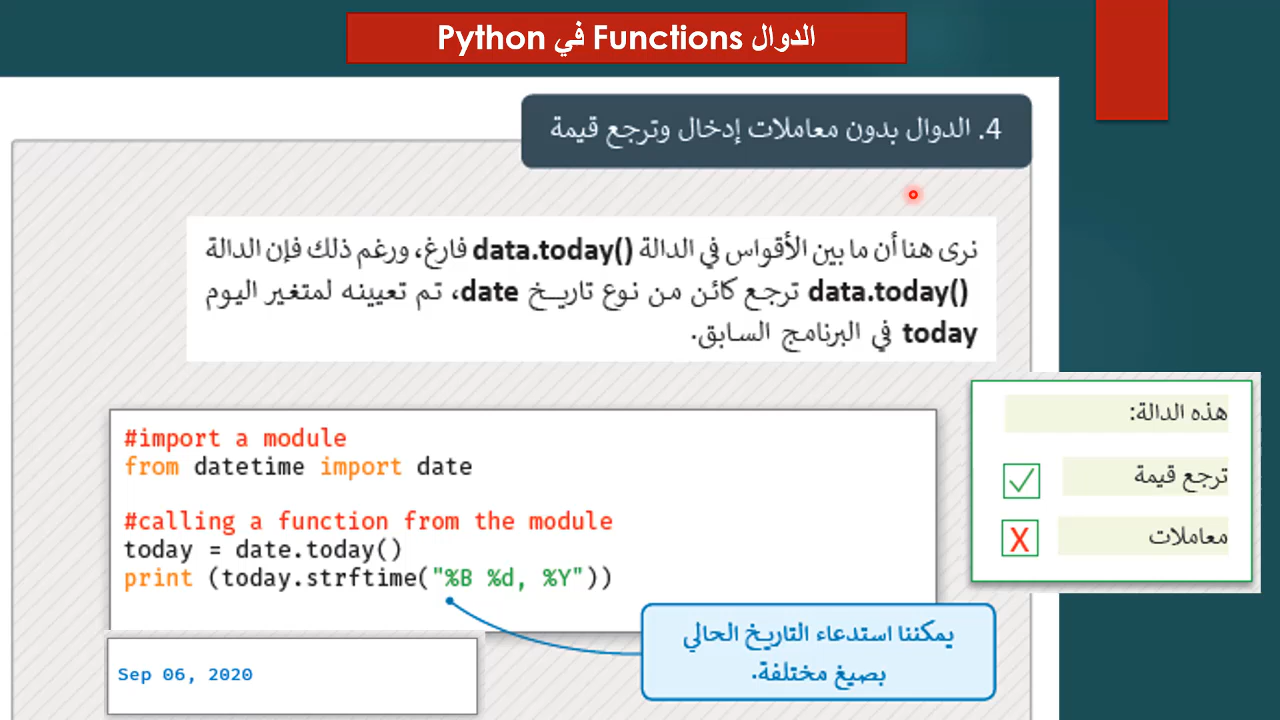 الدوال Functions في Python
4. الدوال بدون معاملات إدخال وترجع قيمة
نرى هنا أن ما بين الأقواس في الدالة data.today() فارغ، ورغم ذلك فإن الدالة
data.today() ترجع كائن من نوع تاريخ date، تم تعيينه لمتغير اليوم
today في البرنامج السابق.
هذه الدالة:
ترجع قيمة
معاملات
X
#import a module
from datetime import date
#calling a function from the module
today = date.today()
print (today.strftime("%B %d, %Y"))
يمكننا استدعاء التاريخ الحالي
بصيغ مختلفة.
Sep 06, 2020